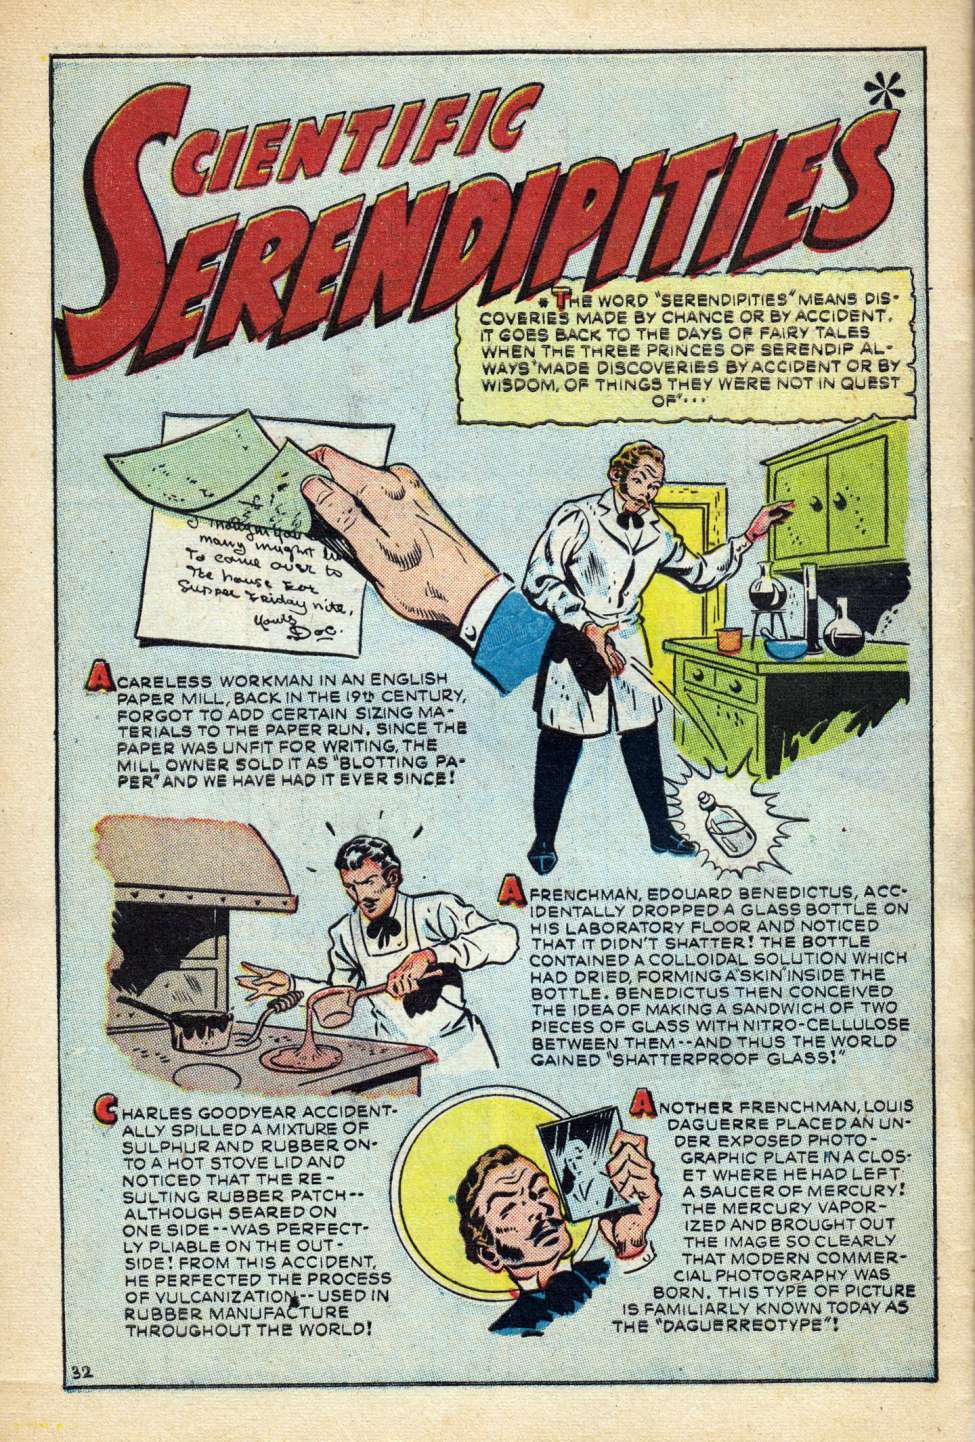 SCIENTIFIC
SERENDIPITIES*
* THE WORD "SERENDIPITIES" MEANS DIS-
COVERIES MADE BY CHANCE OR BY ACCIDENT.
IT GOES BACK TO THE DAYS OF FAIRY TALES
WHEN THE THREE PRINCES OF SERENDIP AL-
WAYS "MADE DISCOVERIES BY ACCIDENT OR BY
WISDOM, OF THINGS THEY WERE NOT IN QUEST
OF"...
many might
To come over to
The house for
Supper Friday nite,
Yours
Doc.
A CARELESS WORKMAN IN AN ENGLISH
PAPER MILL, BACK IN THE 19th CENTURY,
FORGOT TO ADD CERTAIN SIZING MA-
TERIALS TO THE PAPER RUN. SINCE THE
PAPER WAS UNFIT FOR WRITING, THE
MILL OWNER SOLD IT AS "BLOTTING PA-
PER" AND WE HAVE HAD IT EVER SINCE!
A FRENCHMAN, EDOUARD BENEDICTUS, ACC-
IDENTALLY DROPPED A GLASS BOTTLE ON
HIS LABORATORY FLOOR AND NOTICED
THAT IT DIDN'T SHATTER! THE BOTTLE
CONTAINED A COLLOIDAL SOLUTION WHICH
HAD DRIED, FORMING A "SKIN" INSIDE THE
BOTTLE. BENEDICTUS THEN CONCEIVED
THE IDEA OF MAKING A SANDWICH OF TWO
PIECES OF GLASS WITH NITRO-CELLULOSE
BETWEEN THEM--AND THUS THE WORLD
GAINED "SHATTERPROOF GLASS!"
CHARLES GOODYEAR ACCIDENT-
ALLY SPILLED A MIXTURE OF
SULPHUR AND RUBBER ON-
TO A HOT STOVE LID AND
NOTICED THAT THE RE-
SULTING RUBBER PATCH--
ALTHOUGH SEARED ON
ONE SIDE--WAS PERFECT-
LY PLIABLE ON THE OUT-
SIDE! FROM THIS ACCIDENT,
HE PERFECTED THE PROCESS
OF VULCANIZATION--USED IN
RUBBER MANUFACTURE
THROUGHOUT THE WORLD!
ANOTHER FRENCHMAN, LOUIS
DAGUERRE PLACED AN UN-
DER EXPOSED PHOTO-
GRAPHIC PLATE IN A CLOS-
ET WHERE HE HAD LEFT
A SAUCER OF MERCURY!
THE MERCURY VAPOR-
IZED AND BROUGHT OUT
THE IMAGE SO CLEARLY
THAT MODERN COMMER-
CIAL PHOTOGRAPHY WAS
BORN. THIS TYPE OF PICTURE
IS FAMILIARLY KNOWN TODAY AS
THE "DAGUERREOTYPE"!
32